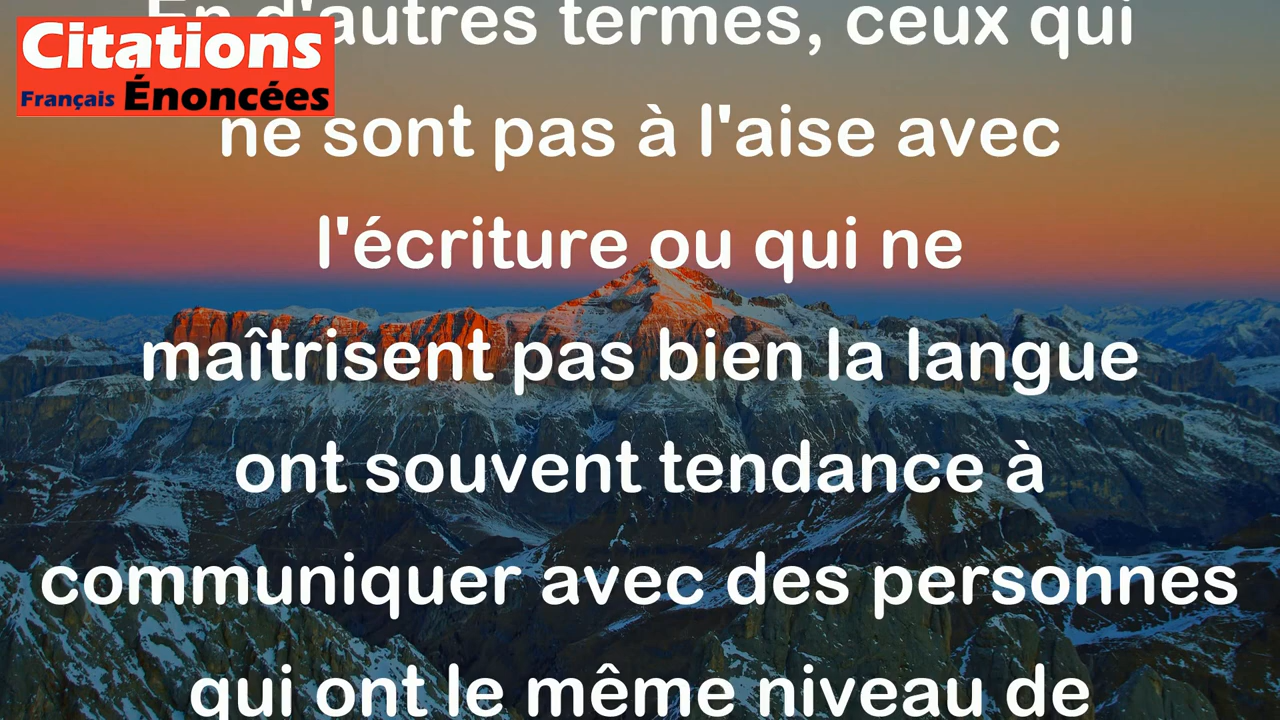 Citations
Français Énoncées
En d'autres termes, ceux qui
ne sont pas à l'aise avec
l'écriture ou qui ne
maîtrisent pas bien la langue
ont souvent tendance à
communiquer avec des personnes
qui ont le même niveau de